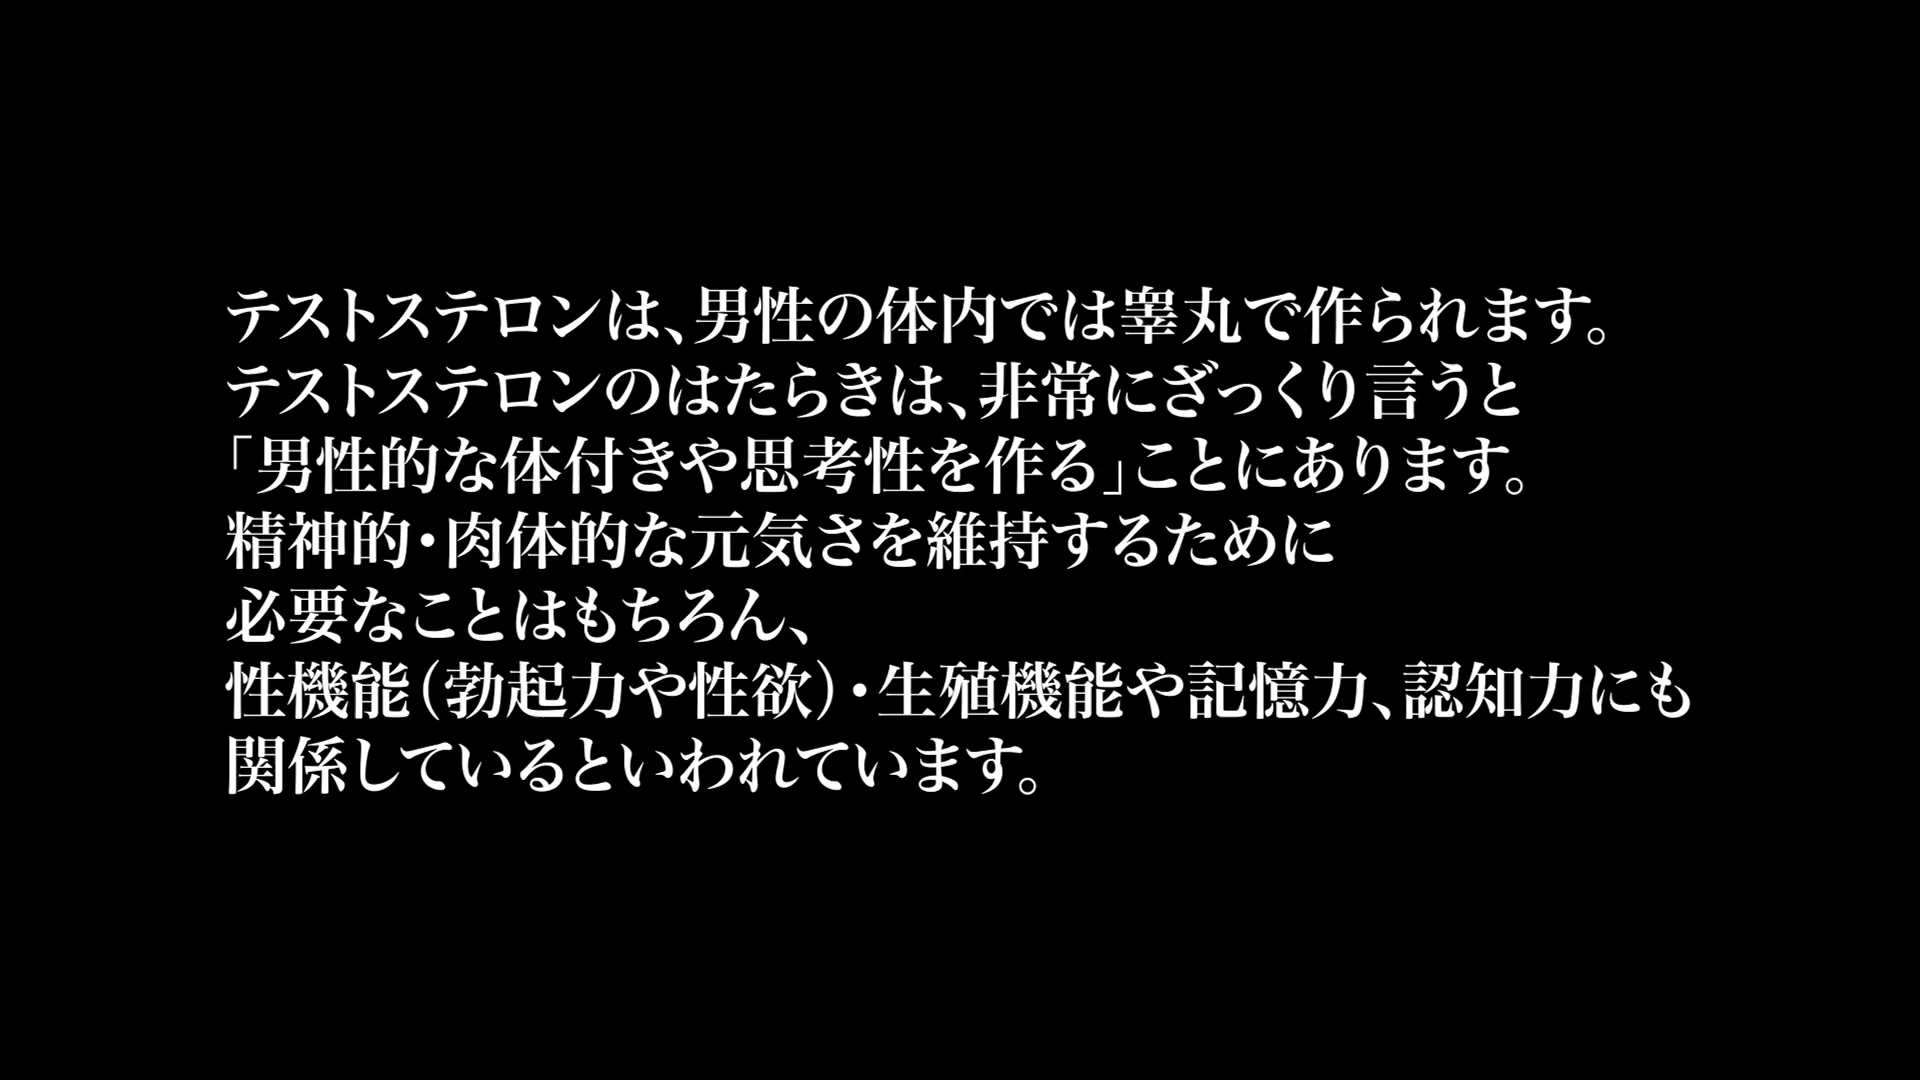 テストステロンは、男性の体内では睾丸で作られます。
テストステロンのはたらきは、非常にざっくり言うと
「男性的な体付きや思考性を作る」ことにあります。
精神的・肉体的な元気さを維持するために
必要なことはもちろん、
性機能(勃起力や性欲)・生殖機能や記憶力、認知力にも
関係しているといわれています。